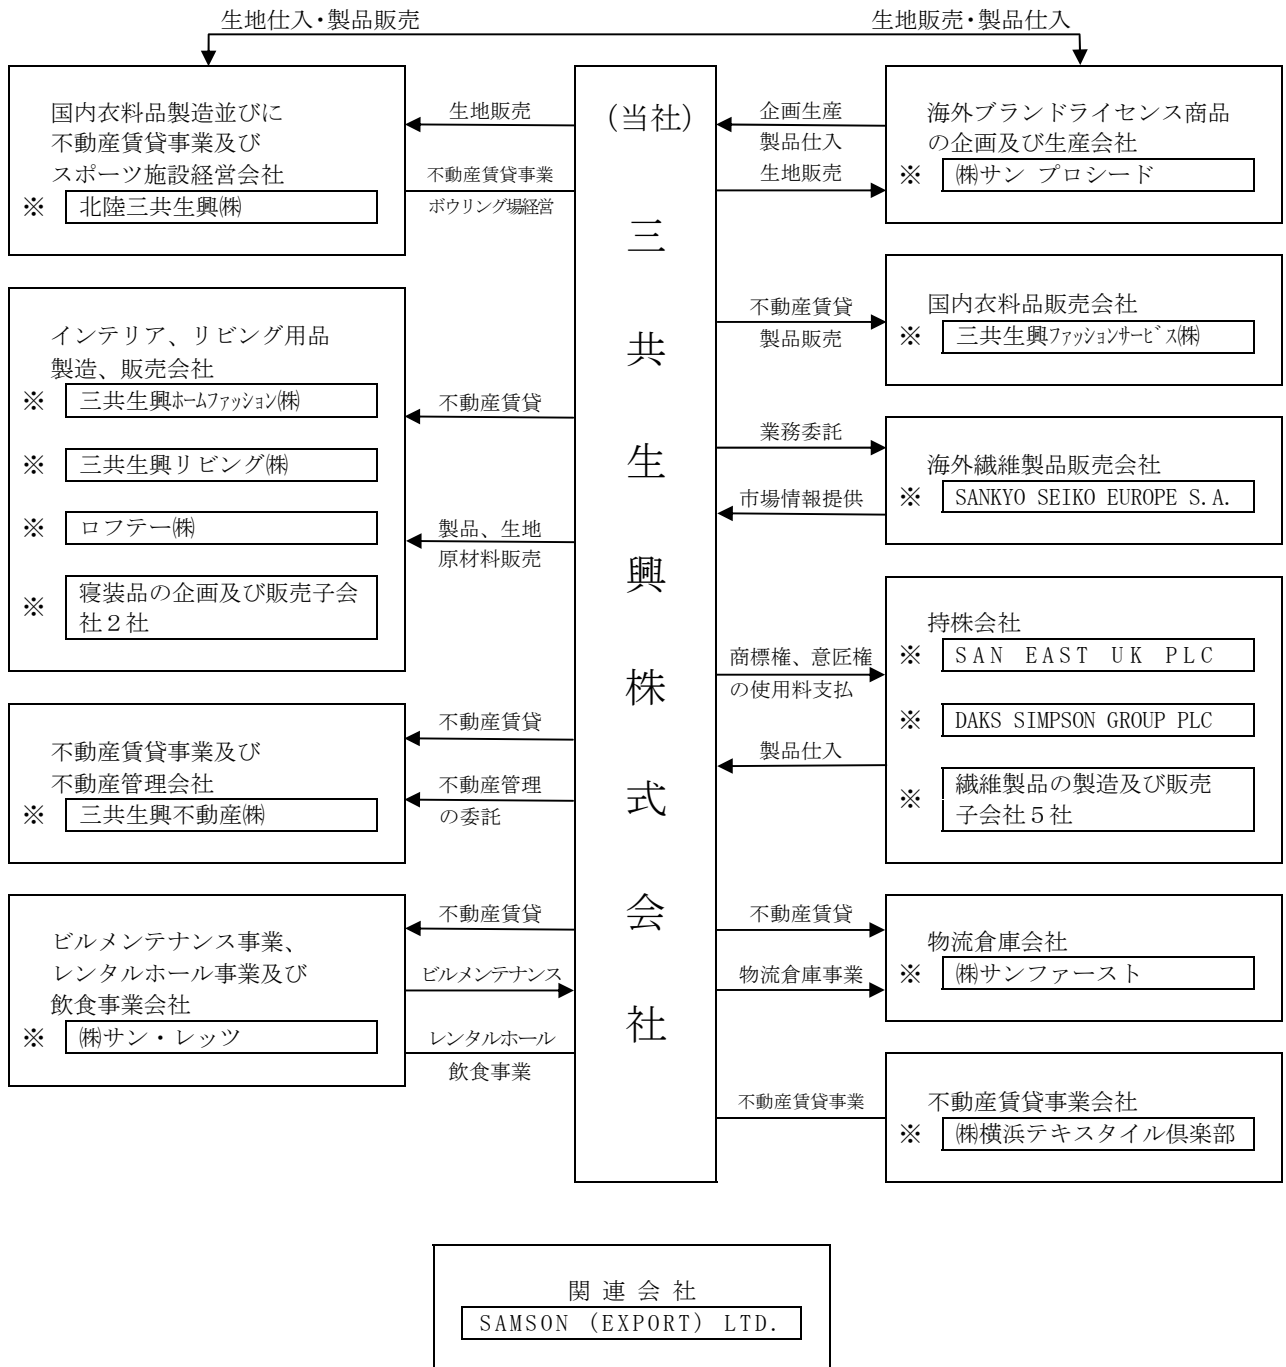 生地仕入・製品販売
生地販売・製品仕入
国内衣料品製造並びに
不動産賃貸事業及び
スポーツ施設経営会社
※ 北陸三共生興㈱
生地販売
不動産賃貸事業
ボウリング場経営
インテリア、リビング用品
製造、販売会社
※ 三共生興ホームファッション㈱
※ 三共生興リビング㈱
※ ロフテー㈱
※ 寝装品の企画及び販売子会
社２社
不動産賃貸
製品、生地
原材料販売
不動産賃貸事業及び
不動産管理会社
※ 三共生興不動産㈱
不動産賃貸
不動産管理
の委託
ビルメンテナンス事業、
レンタルホール事業及び
飲食事業会社
※ ㈱サン・レッツ
不動産賃貸
ビルメンテナンス
レンタルホール
飲食事業
（当社）
三共生興株式会社
企画生産
製品仕入
生地販売
海外ブランドライセンス商品
の企画及び生産会社
※ ㈱サン プロシード
不動産賃貸
製品販売
国内衣料品販売会社
※ 三共生興ファッションサービス㈱
業務委託
市場情報提供
海外繊維製品販売会社
※ SANKYO SEIKO EUROPE S.A.
商標権、意匠権
の使用料支払
製品仕入
持株会社
※ SAN EAST UK PLC
※ DAKS SIMPSON GROUP PLC
※ 繊維製品の製造及び販売
子会社５社
不動産賃貸
物流倉庫事業
物流倉庫会社
※ ㈱サンファースト
不動産賃貸事業
不動産賃貸事業会社
※ ㈱横浜テキスタイル倶楽部
関連会社
SAMSON (EXPORT) LTD.